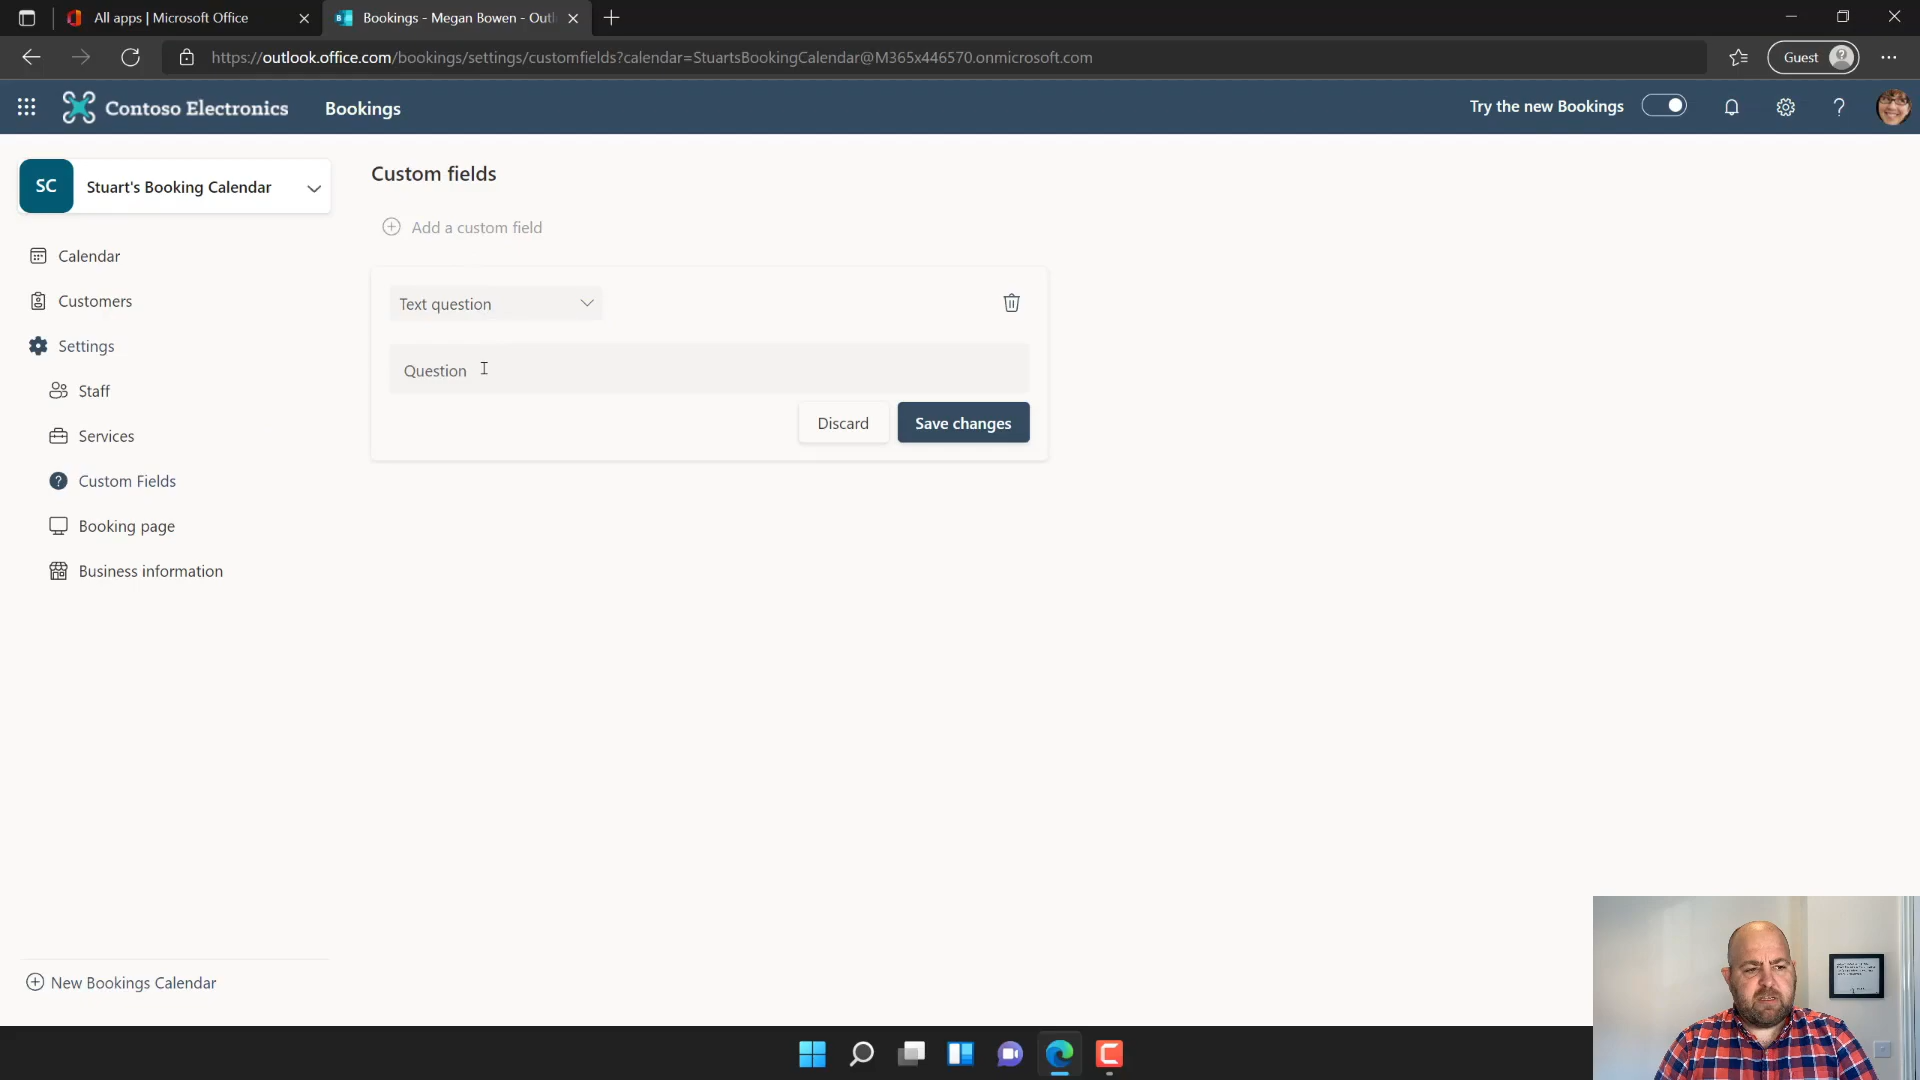 All apps | Microsoft Office
Bookings - Megan Bowen - Outl
https://outlook.office.com/bookings/settings/customfields?calendar=StuartsBookingCalendar@M365x446570.onmicrosoft.com
Guest
Contoso Electronics
Bookings
Try the new Bookings
SC
Stuart's Booking Calendar
Calendar
Customers
Settings
Staff
Services
Custom Fields
Booking page
Business information
New Bookings Calendar
Custom fields
Add a custom field
Text question
Question
Discard
Save changes